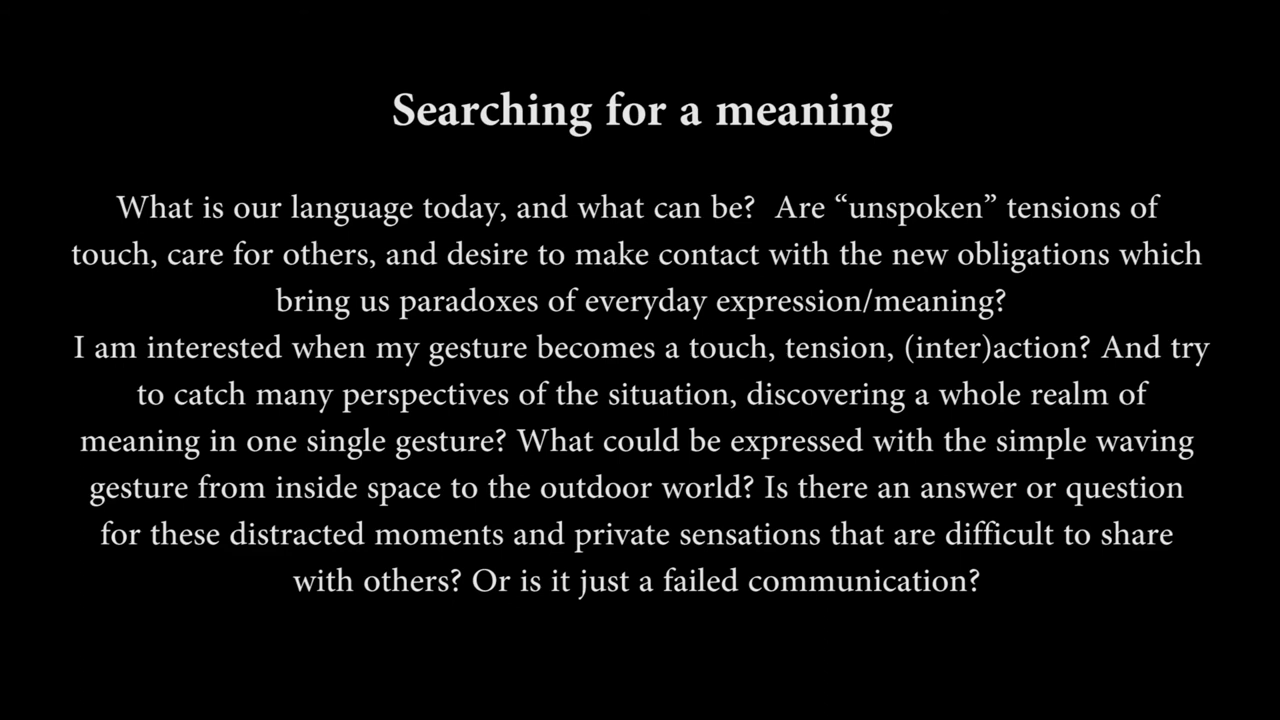 Searching for a meaning
What is our language today, and what can be?  Are “unspoken” tensions of
touch, care for others, and desire to make contact with the new obligations which
bring us paradoxes of everyday expression/meaning?
I am interested when my gesture becomes a touch, tension, (inter)action? And try
to catch many perspectives of the situation, discovering a whole realm of
meaning in one single gesture? What could be expressed with the simple waving
gesture from inside space to the outdoor world? Is there an answer or question
for these distracted moments and private sensations that are difficult to share
with others? Or is it just a failed communication?